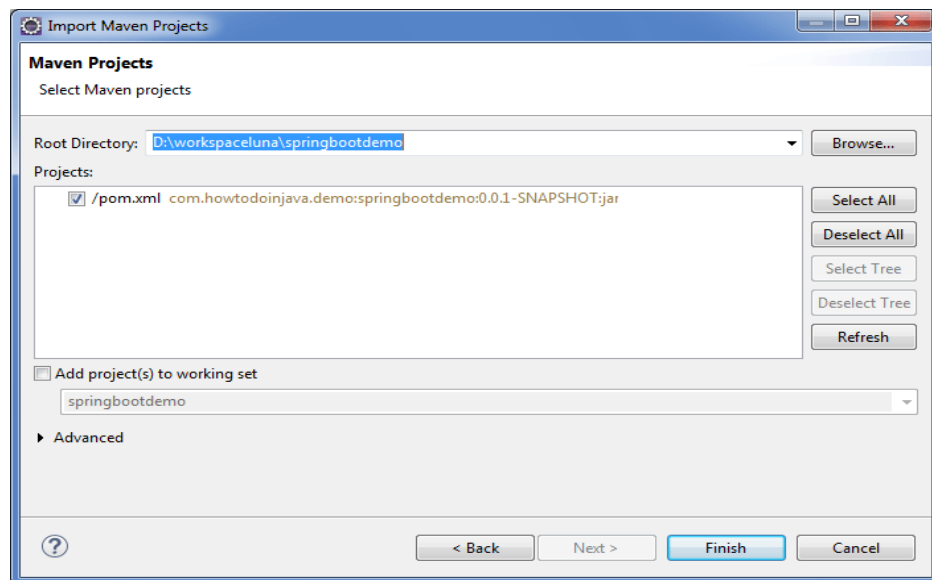 Import Maven Projects
Maven Projects
Select Maven projects
Root Directory: D:\workspaceluna\springbootdemo Browse...
Projects:
/pom.xml com.howtodoinjava.demo:springbootdemo:0.0.1-SNAPSHOT:jar
Select All
Deselect All
Select Tree
Deselect Tree
Refresh
Add project(s) to working set
springbootdemo
Advanced
? < Back Next > Finish Cancel